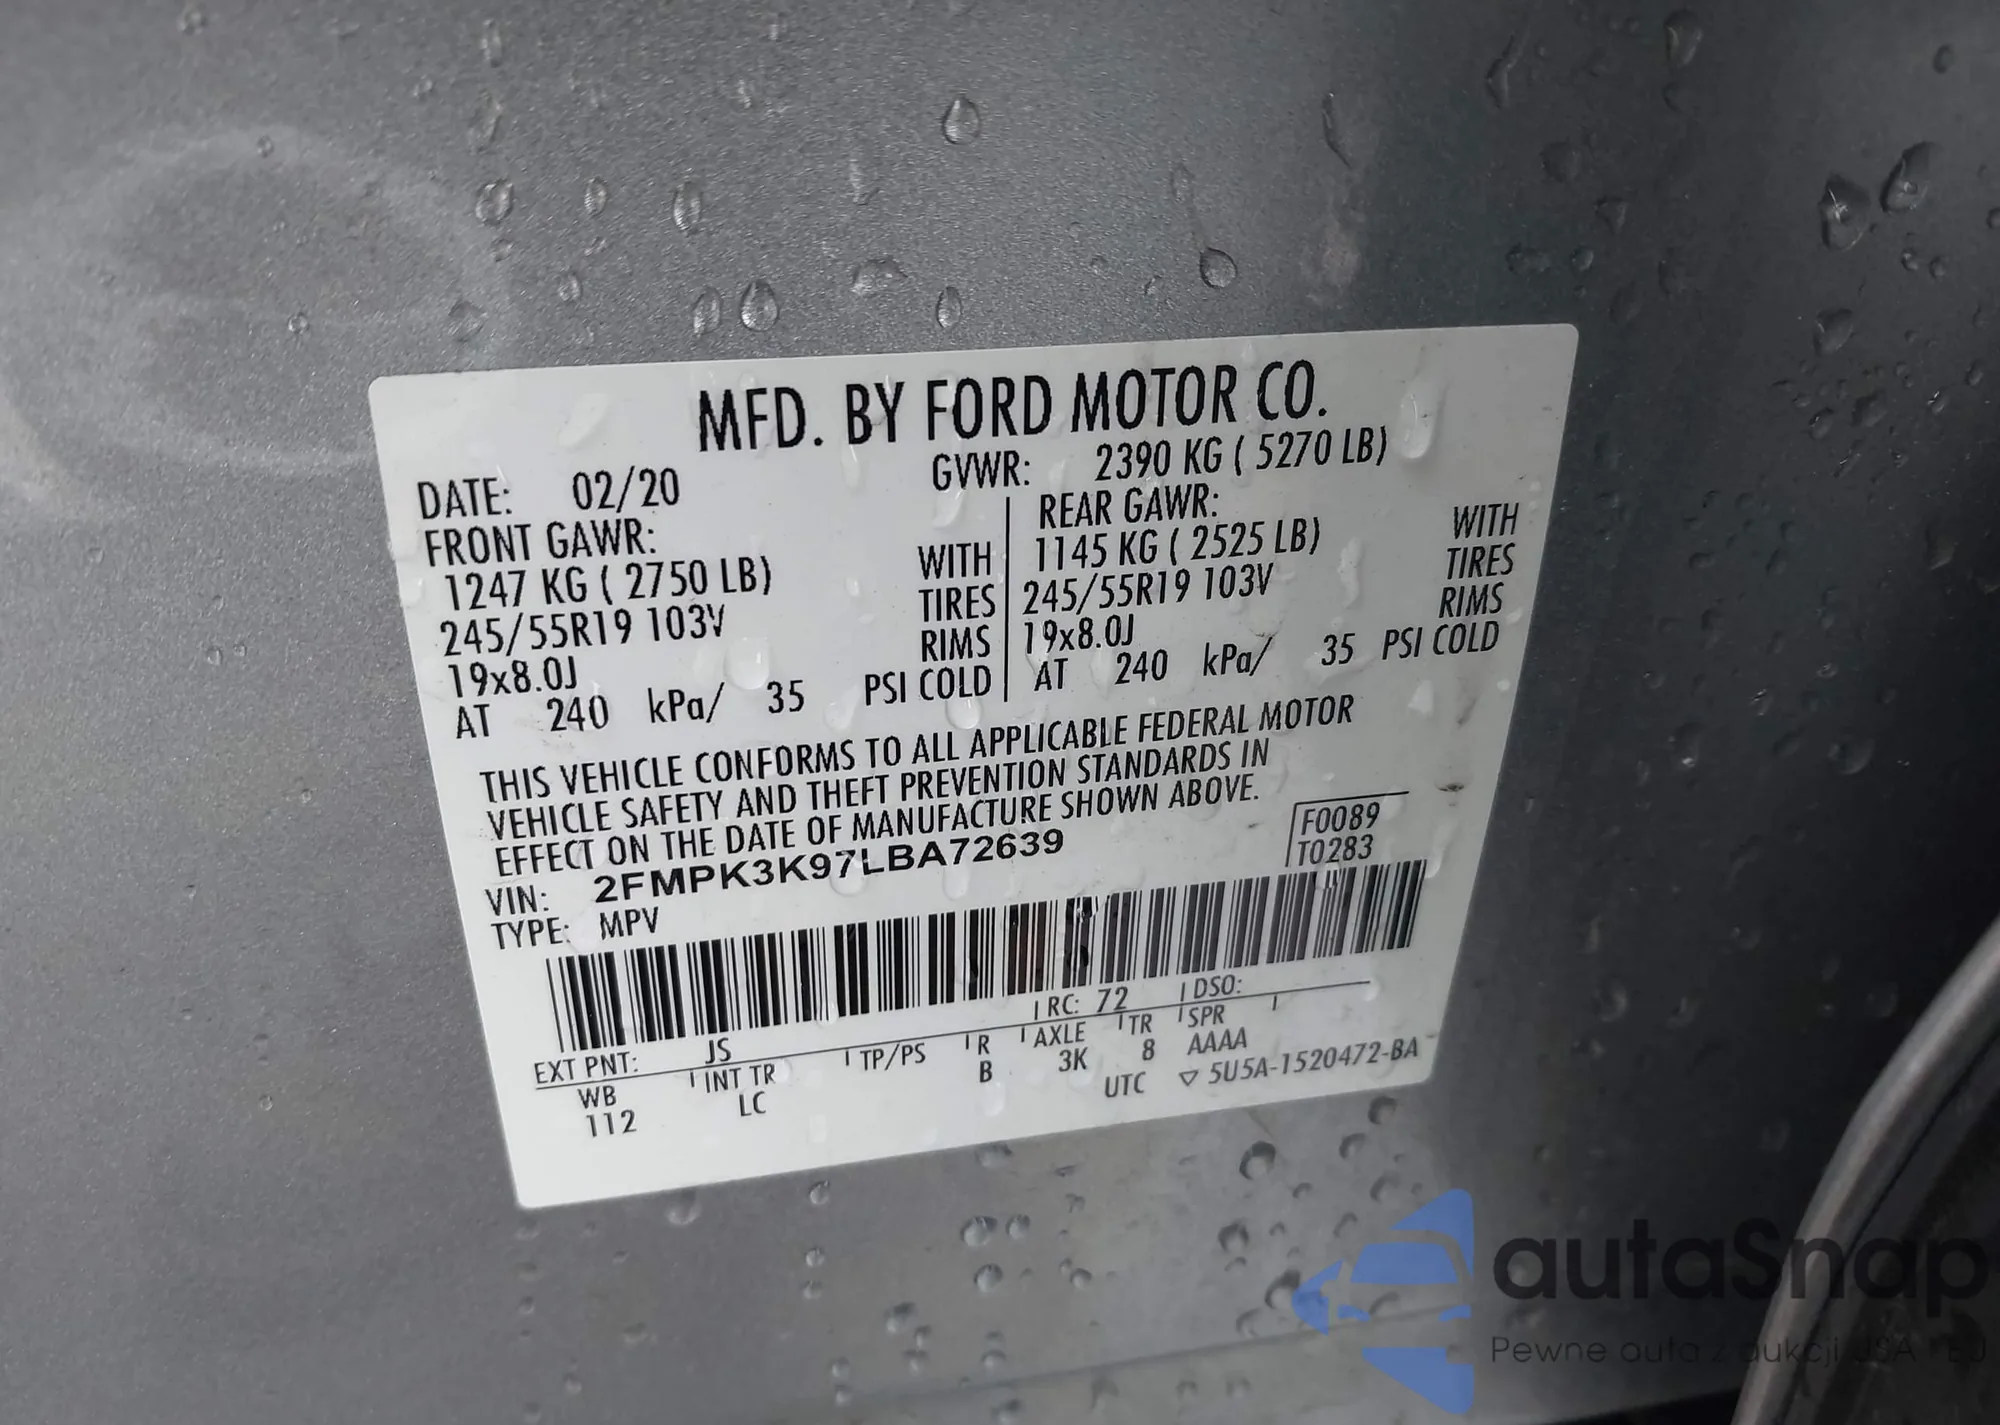 MFD. BY FORD MOTOR CO.
DATE: 02/20 GVWR: 2390 KG ( 5270 LB)
FRONT GAWR: REAR GAWR:
1247 KG ( 2750 LB) WITH 1145 KG ( 2525 LB) WITH
245/55R19 103V TIRES 245/55R19 103V TIRES
19x8.0J RIMS 19x8.0J RIMS
AT 240 kPa/ 35 PSI COLD AT 240 kPa/ 35 PSI COLD
THIS VEHICLE CONFORMS TO ALL APPLICABLE FEDERAL MOTOR
VEHICLE SAFETY AND THEFT PREVENTION STANDARDS IN
EFFECT ON THE DATE OF MANUFACTURE SHOWN ABOVE.
VIN: 2FMPK3K97LBA72639 F0089
TYPE: MPV T0283
EXT PNT: JS RC: 72 DSO:
WB INT TR TP/PS R AXLE TR SPR
112 LC B 3K 8 AAAA
UTC ▽ 5U5A-1520472-BA
autaSnap
Pewne auta z aukcji USA i EU